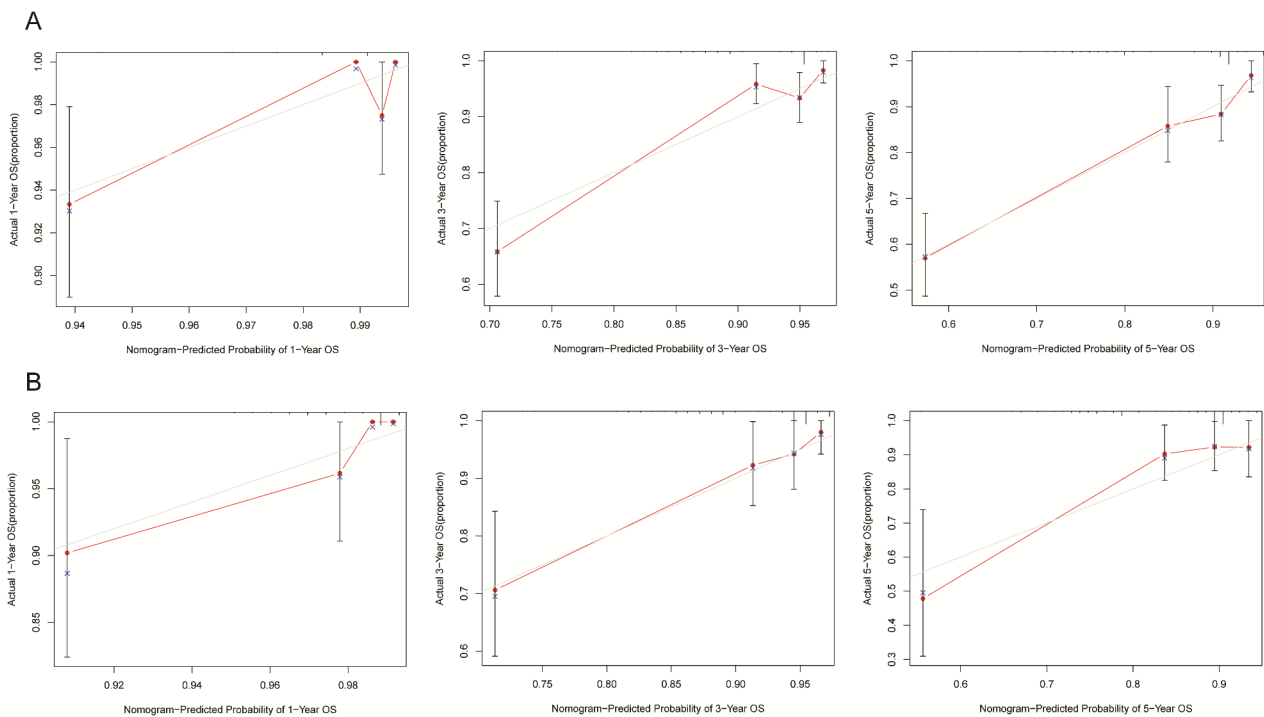 A
Actual 1−Year OS(proportion)
1.00
0.98
0.96
0.94
0.92
0.90
0.94 0.95 0.96 0.97 0.98 0.99
Nomogram−Predicted Probability of 1−Year OS
Actual 3−Year OS(proportion)
1.0
0.9
0.8
0.7
0.6
0.70 0.75 0.80 0.85 0.90 0.95
Nomogram−Predicted Probability of 3−Year OS
Actual 5−Year OS(proportion)
1.0
0.9
0.8
0.7
0.6
0.5
0.6 0.7 0.8 0.9
Nomogram−Predicted Probability of 5−Year OS
B
Actual 1−Year OS(proportion)
1.00
0.95
0.90
0.85
0.92 0.94 0.96 0.98
Nomogram−Predicted Probability of 1−Year OS
Actual 3−Year OS(proportion)
1.0
0.9
0.8
0.7
0.6
0.75 0.80 0.85 0.90 0.95
Nomogram−Predicted Probability of 3−Year OS
Actual 5−Year OS(proportion)
1.0
0.9
0.8
0.7
0.6
0.5
0.4
0.3
0.6 0.7 0.8 0.9
Nomogram−Predicted Probability of 5−Year OS